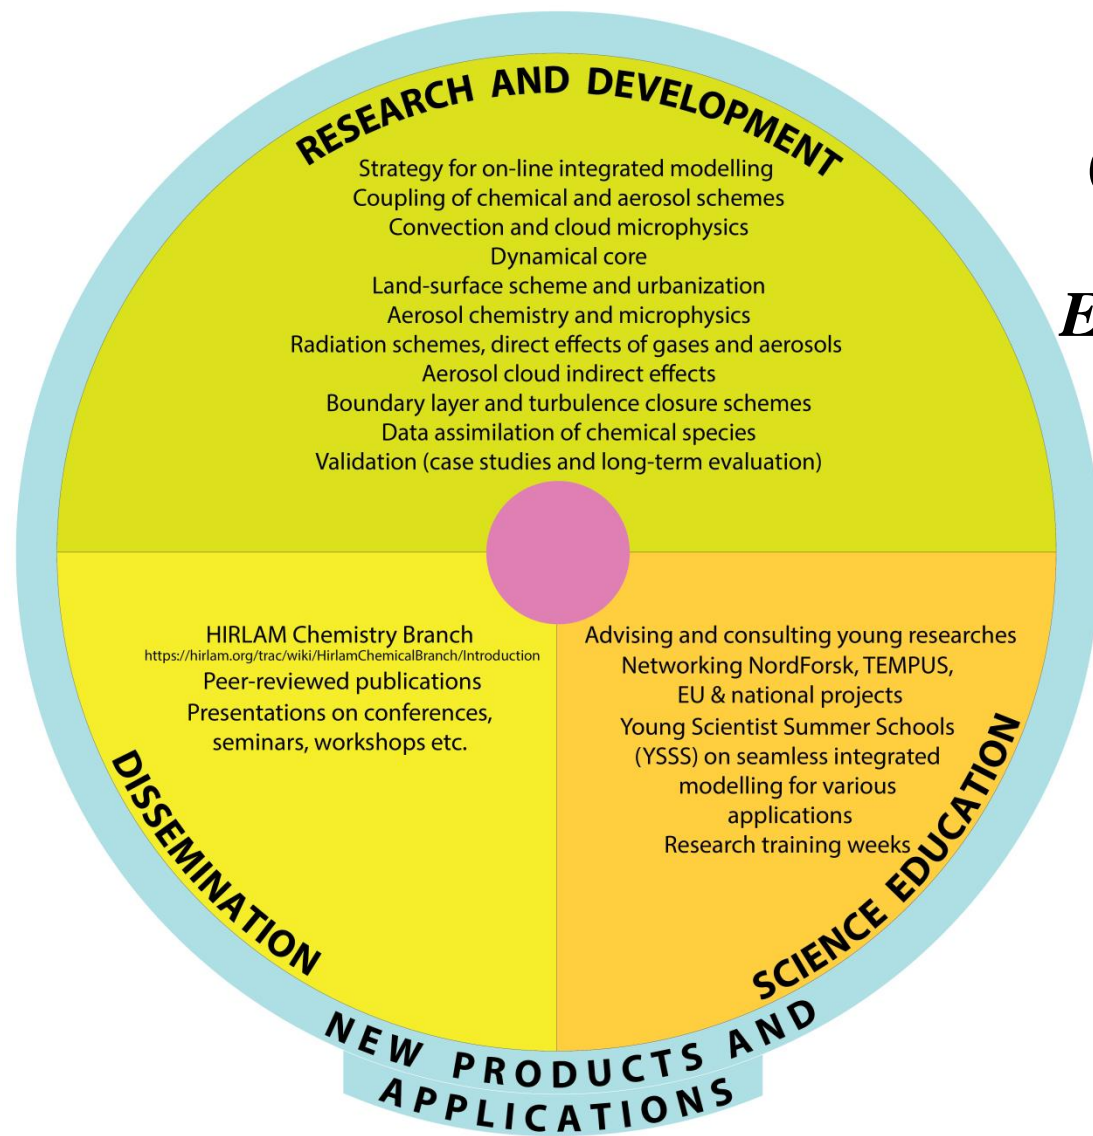 RESEARCH AND DEVELOPMENT
Strategy for on-line integrated modelling
Coupling of chemical and aerosol schemes
Convection and cloud microphysics
Dynamical core
Land-surface scheme and urbanization
Aerosol chemistry and microphysics
Radiation schemes, direct effects of gases and aerosols
Aerosol cloud indirect effects
Boundary layer and turbulence closure schemes
Data assimilation of chemical species
Validation (case studies and long-term evaluation)
HIRLAM Chemistry Branch
https://hirlam.org/trac/wiki/HirlamChemicalBranch/Introduction
Peer-reviewed publications
Presentations on conferences,
seminars, workshops etc.
DISSEMINATION
Advising and consulting young researches
Networking NordForsk, TEMPUS,
EU & national projects
Young Scientist Summer Schools
(YSSS) on seamless integrated
modelling for various
applications
Research training weeks
SCIENCE EDUCATION
NEW PRODUCTS AND
APPLICATIONS
E